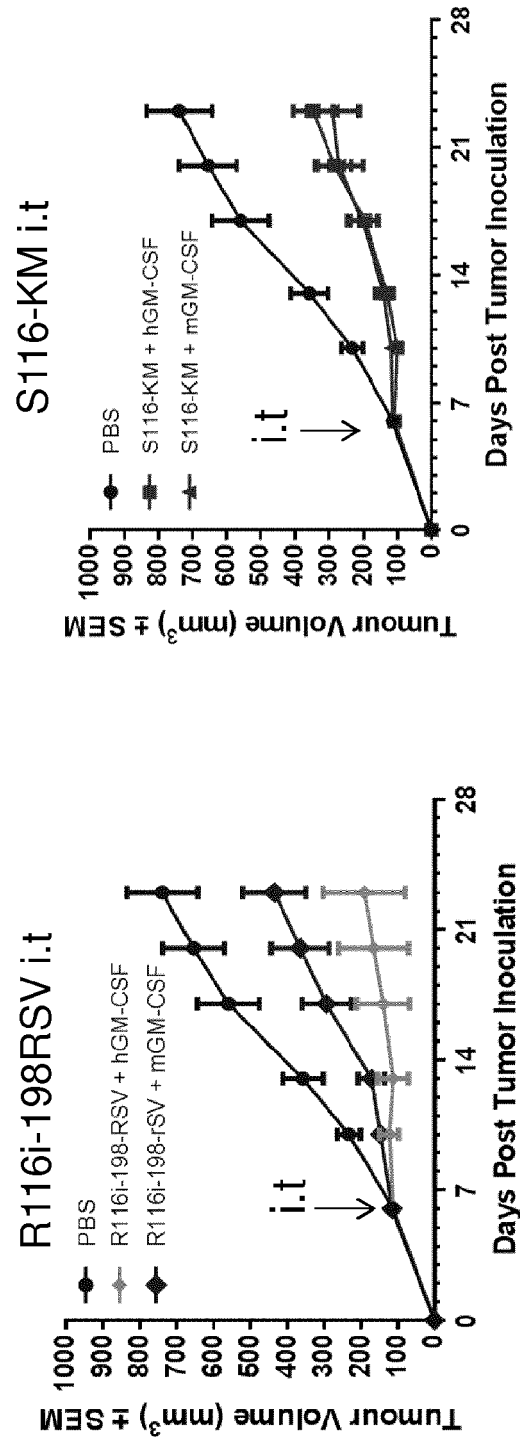 R116i-198RSV i.t
PBS
R116i-198-RSV + hGM-CSF
R116i-198-rSV + mGM-CSF
Tumour Volume (mm³) ± SEM
1000
900
800
700
600
500
400
300
200
100
0
i.t
0
7
14
21
28
Days Post Tumor Inoculation
S116-KM i.t
PBS
S116-KM + hGM-CSF
S116-KM + mGM-CSF
Tumour Volume (mm³) ± SEM
1000
900
800
700
600
500
400
300
200
100
0
i.t
0
7
14
21
28
Days Post Tumor Inoculation